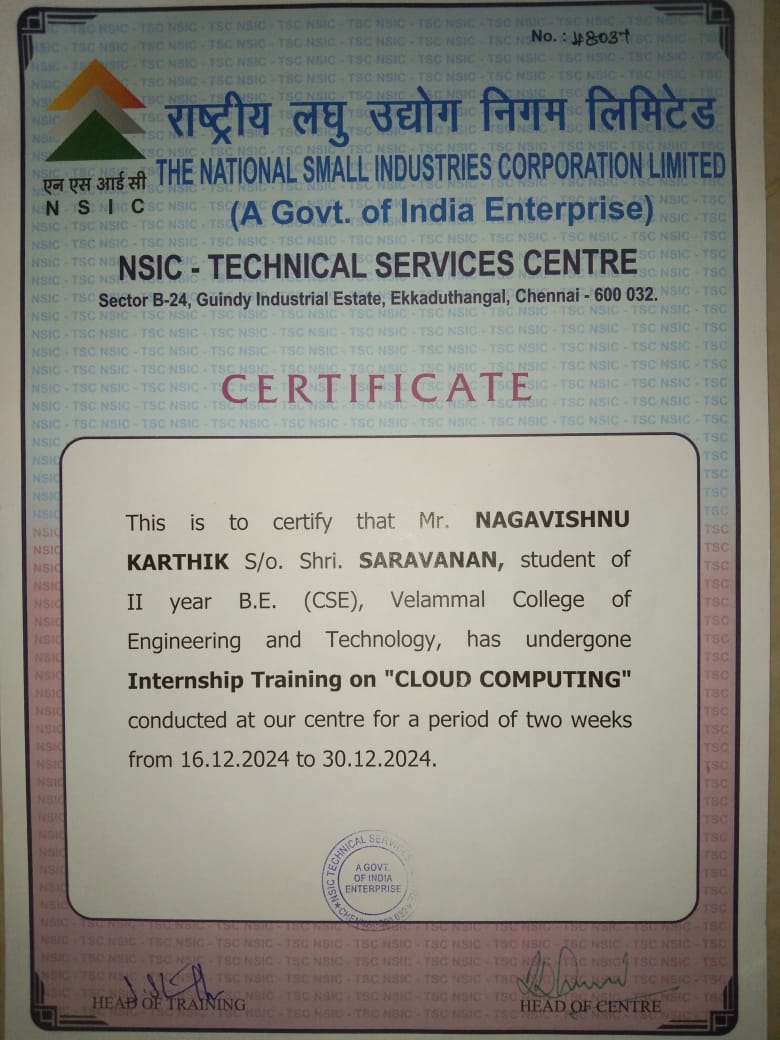 No. : 48037
राष्ट्रीय लघु उद्योग निगम लिमिटेड
एन एस आई सी
N S I C
THE NATIONAL SMALL INDUSTRIES CORPORATION LIMITED
(A Govt. of India Enterprise)
NSIC - TECHNICAL SERVICES CENTRE
Sector B-24, Guindy Industrial Estate, Ekkaduthangal, Chennai - 600 032.
CERTIFICATE
This is to certify that Mr. NAGAVISHNU
KARTHIK S/o. Shri. SARAVANAN, student of
II year B.E. (CSE), Velammal College of
Engineering and Technology, has undergone
Internship Training on "CLOUD COMPUTING"
conducted at our centre for a period of two weeks
from 16.12.2024 to 30.12.2024.
NSIC TECHNICAL SERVICES
A GOVT.
OF INDIA
ENTERPRISE
HEAD OF TRAINING
HEAD OF CENTRE